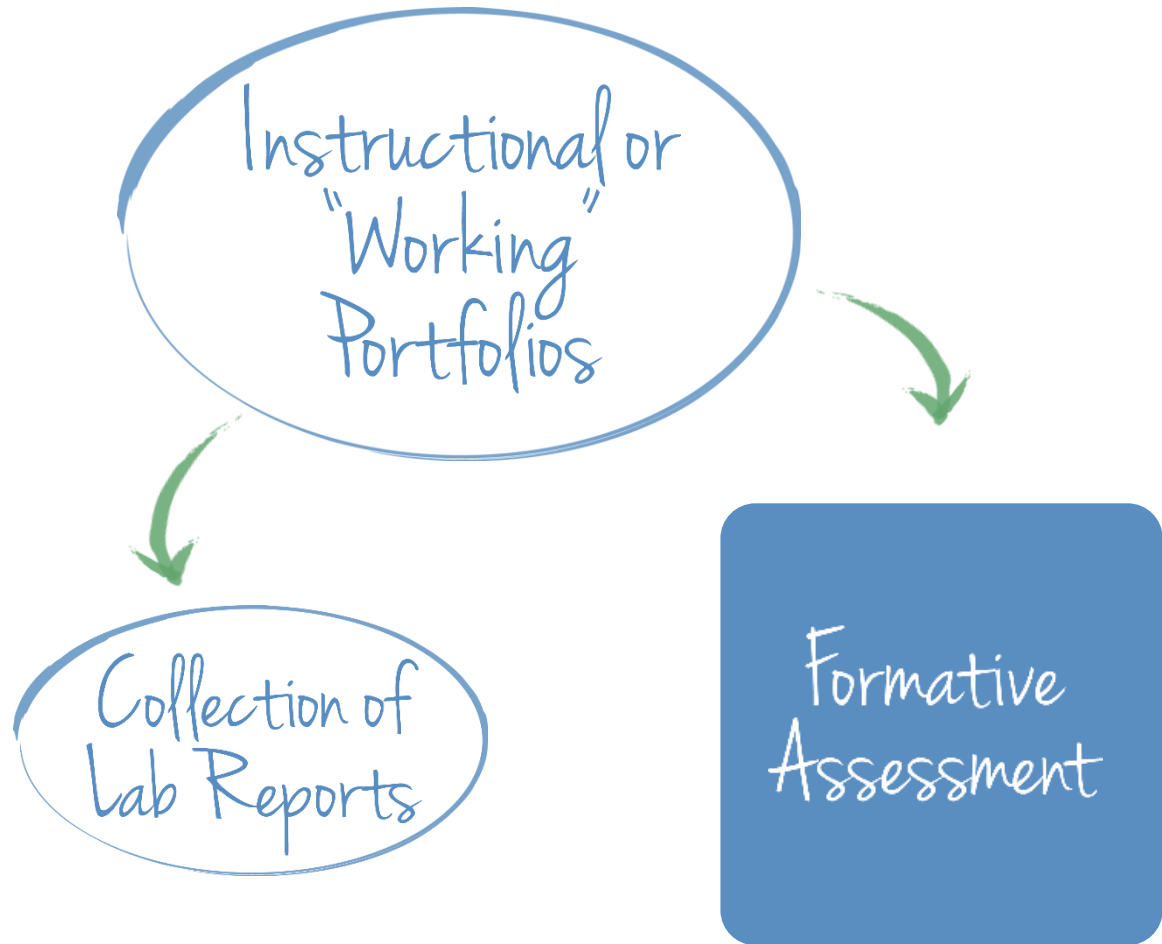 Instructional or
"Working"
Portfolios
Collection of
Lab Reports
Formative
Assessment